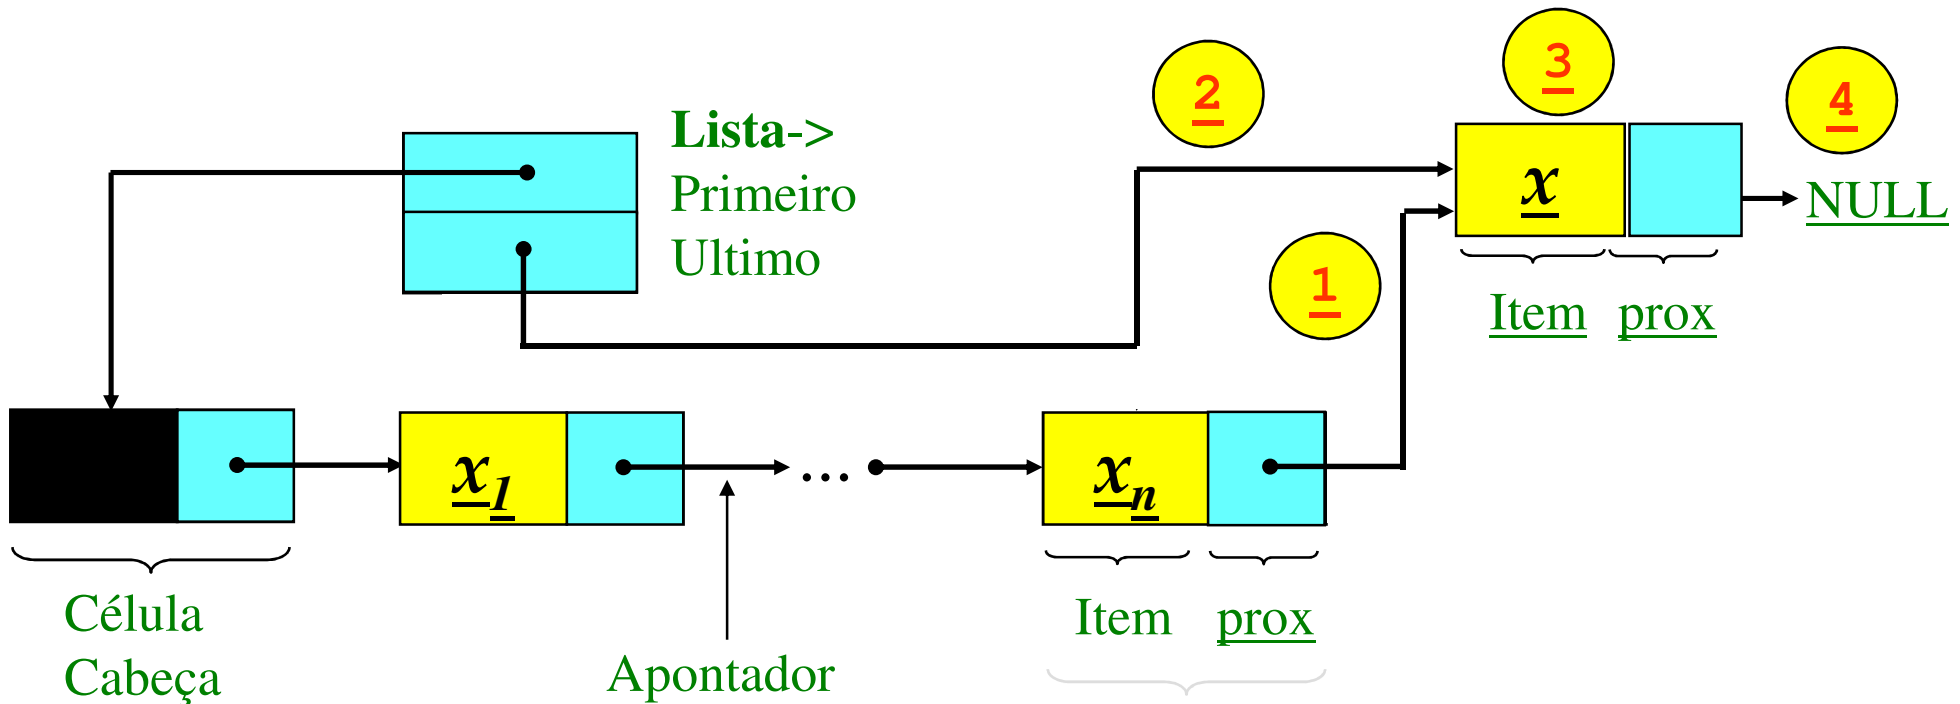 2
3
4
Lista->
Primeiro
Ultimo
x
NULL
1
Item prox
x1
...
xn
Item prox
Célula
Cabeça
Apontador